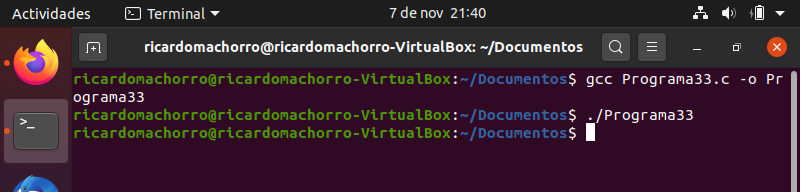 Actividades
Terminal
7 de nov 21:40
ricardomachorro@ricardomachorro-VirtualBox: ~/Documentos
ricardomachorro@ricardomachorro-VirtualBox:~/Documentos$ gcc Programa33.c -o Pr
ograma33
ricardomachorro@ricardomachorro-VirtualBox:~/Documentos$ ./Programa33
ricardomachorro@ricardomachorro-VirtualBox:~/Documentos$